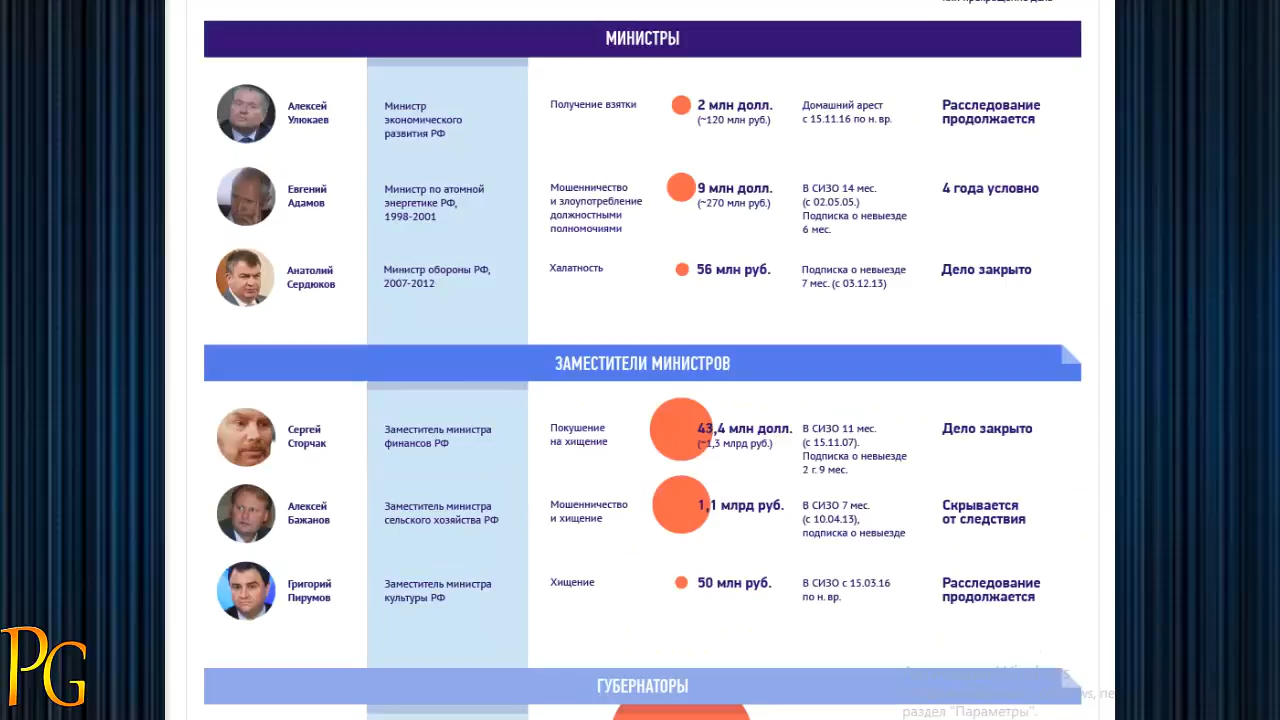 МИНИСТРЫ
Алексей
Улюкаев
Министр
экономического
развития РФ
Получение взятки
2 млн долл.
(~120 млн руб.)
Домашний арест
с 15.11.16 по н. вр.
Расследование
продолжается
Евгений
Адамов
Министр по атомной
энергетике РФ,
1998-2001
Мошенничество
и злоупотребление
должностными
полномочиями
9 млн долл.
(~270 млн руб.)
В СИЗО 14 мес.
(с 02.05.05.)
Подписка о невыезде
6 мес.
4 года условно
Анатолий
Сердюков
Министр обороны РФ,
2007-2012
Халатность
56 млн руб.
Подписка о невыезде
7 мес. (с 03.12.13)
Дело закрыто
ЗАМЕСТИТЕЛИ МИНИСТРОВ
Сергей
Сторчак
Заместитель министра
финансов РФ
Покушение
на хищение
43,4 млн долл.
(~1,3 млрд руб.)
В СИЗО 11 мес.
(с 15.11.07).
Подписка о невыезде
2 г. 9 мес.
Дело закрыто
Алексей
Бажанов
Заместитель министра
сельского хозяйства РФ
Мошенничество
и хищение
1,1 млрд руб.
В СИЗО 7 мес.
(с 10.04.13),
подписка о невыезде
Скрывается
от следствия
Григорий
Пирумов
Заместитель министра
культуры РФ
Хищение
50 млн руб.
В СИЗО с 15.03.16
по н. вр.
Расследование
продолжается
ГУБЕРНАТОРЫ
раздел "Параметры".
PG